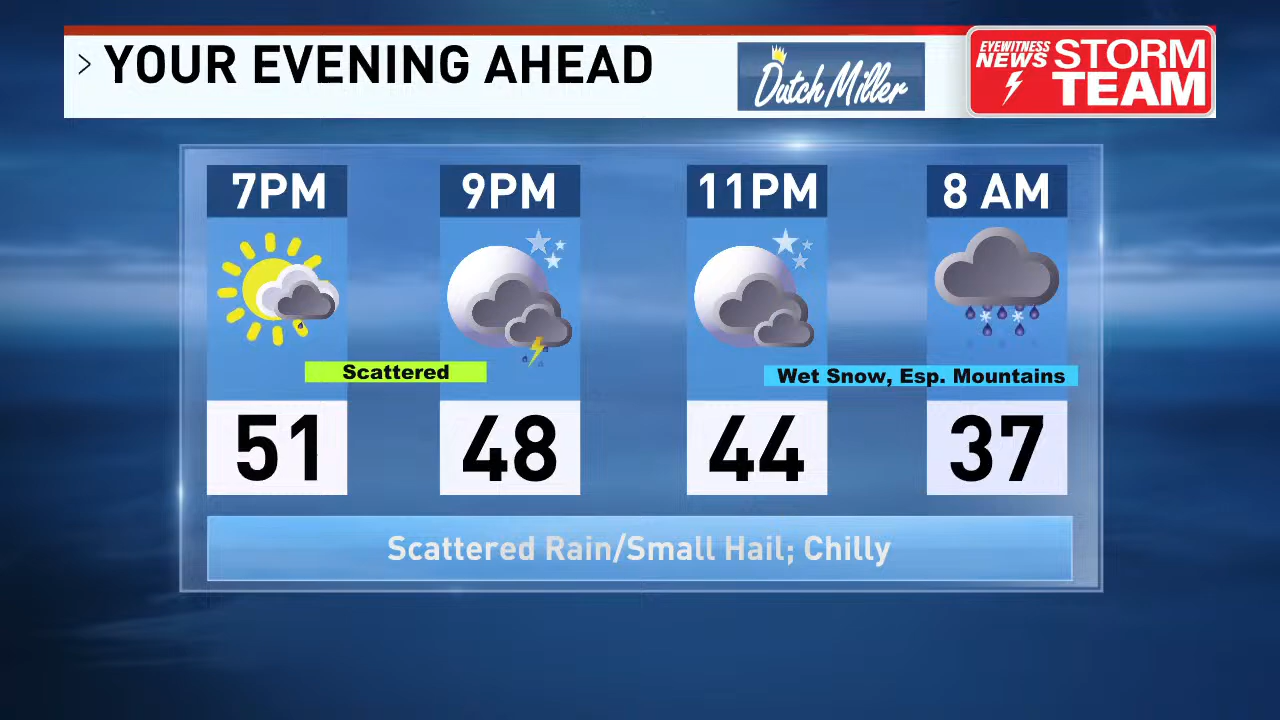 > YOUR EVENING AHEAD
Dutch Miller
EYEWITNESS
NEWS
STORM
TEAM
7PM
9PM
11PM
8 AM
Scattered
Wet Snow, Esp. Mountains
51
48
44
37
Scattered Rain/Small Hail; Chilly